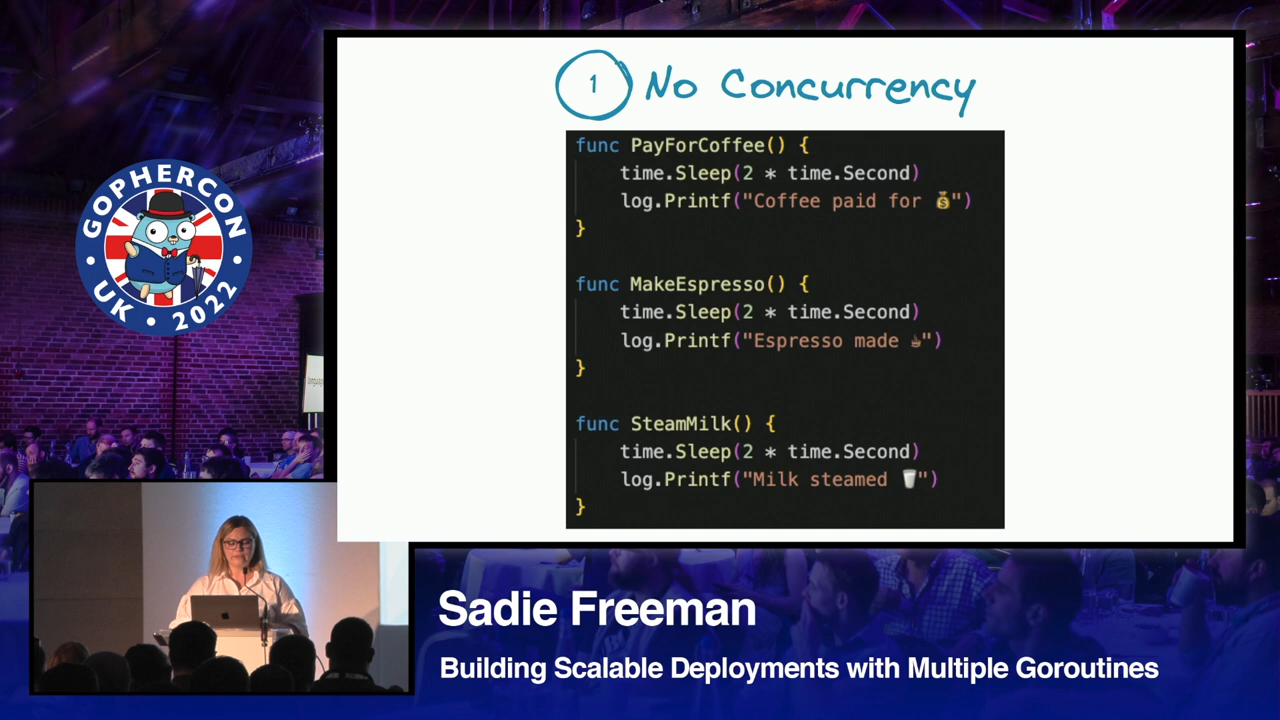 GOPHERCON
UK • 2022
1 No Concurrency
func PayForCoffee() {
time.Sleep(2 * time.Second)
log.Printf("Coffee paid for 💰")
}
func MakeEspresso() {
time.Sleep(2 * time.Second)
log.Printf("Espresso made ☕")
}
func SteamMilk() {
time.Sleep(2 * time.Second)
log.Printf("Milk steamed 🥛")
}
Sadie Freeman
Building Scalable Deployments with Multiple Goroutines